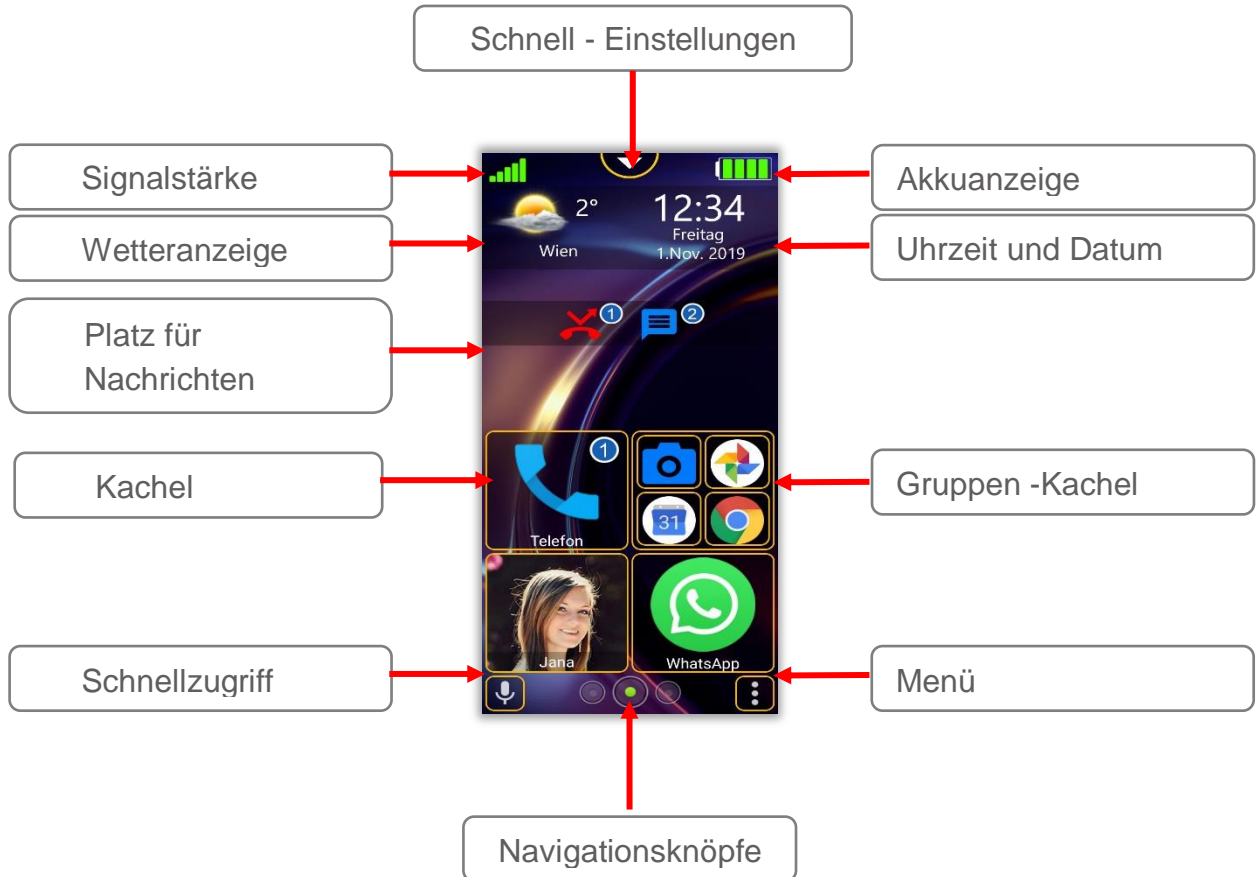 Schnell - Einstellungen
Signalstärke
Akkuanzeige
Wetteranzeige
Uhrzeit und Datum
2°
Wien
12:34
Freitag
1.Nov. 2019
Platz für
Nachrichten
1
2
Kachel
1
Telefon
31
Gruppen -Kachel
Jana
WhatsApp
Schnellzugriff
Menü
Navigationsknöpfe